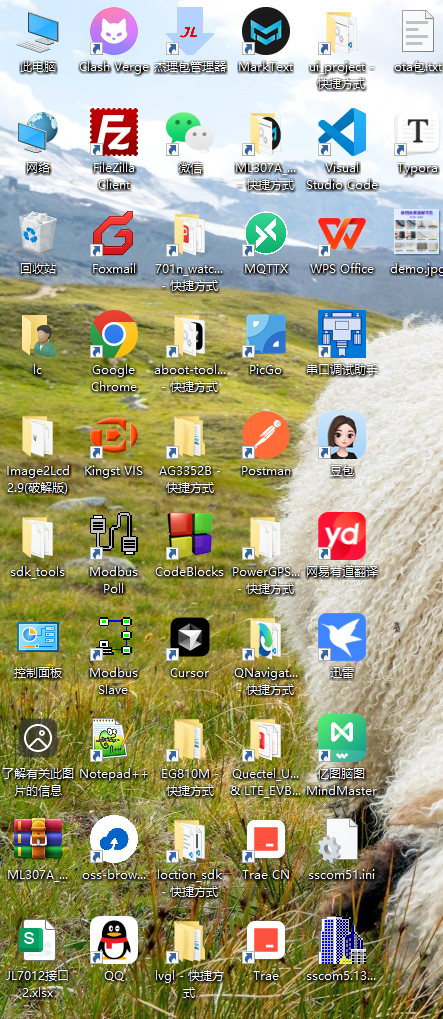 此电脑
Clash Verge
杰理包管理器
MarkText
ui_project -
快捷方式
ota包.txt
网络
FileZilla
Client
微信
ML307A_...
- 快捷方式
Visual
Studio Code
Typora
回收站
Foxmail
701n_watc...
- 快捷方式
MQTTX
WPS Office
demo.jpg
lc
Google
Chrome
aboot-tool...
- 快捷方式
PicGo
串口调试助手
Image2Lcd
2.9(破解版)
Kingst VIS
AG3352B -
快捷方式
Postman
豆包
sdk_tools
Modbus
Poll
CodeBlocks
PowerGPS...
- 快捷方式
yd
网易有道翻译
控制面板
Modbus
Slave
Cursor
QNavigat...
- 快捷方式
迅雷
了解有关此图
片的信息
Notepad++
EG810M -
快捷方式
Quectel_U...
& LTE_EVB...
亿图脑图
MindMaster
ML307A_...
oss-brow...
loction_sdk
- 快捷方式
Trae CN
sscom51.ini
JL7012接口
2.xlsx
QQ
lvgl - 快捷方
式
Trae
sscom5.13...